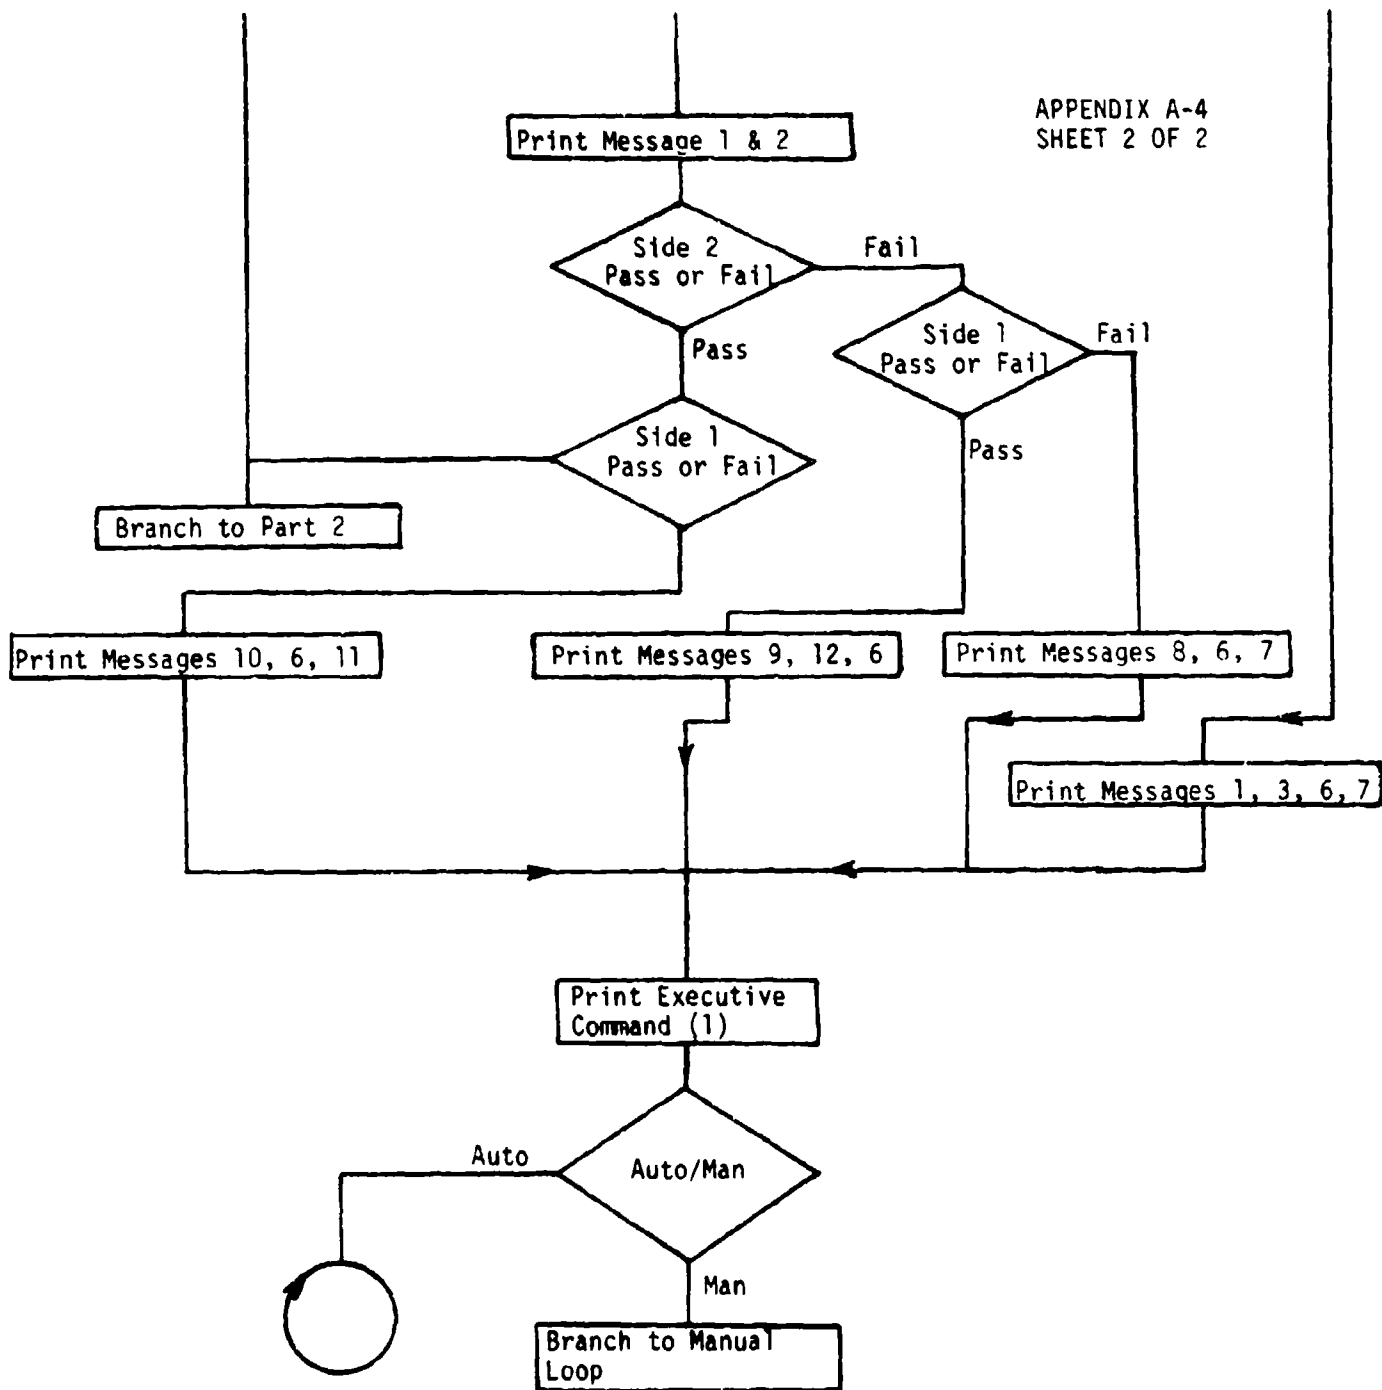 APPENDIX A-4
SHEET 2 OF 2
Print Message 1 & 2
Side 2
Pass or Fail
Fail
Side 1
Pass or Fail
Fail
Pass
Side 1
Pass or Fail
Pass
Branch to Part 2
Print Messages 10, 6, 11
Print Messages 9, 12, 6
Print Messages 8, 6, 7
Print Messages 1, 3, 6, 7
Print Executive
Command (1)
Auto
Auto/Man
Man
Branch to Manual
Loop